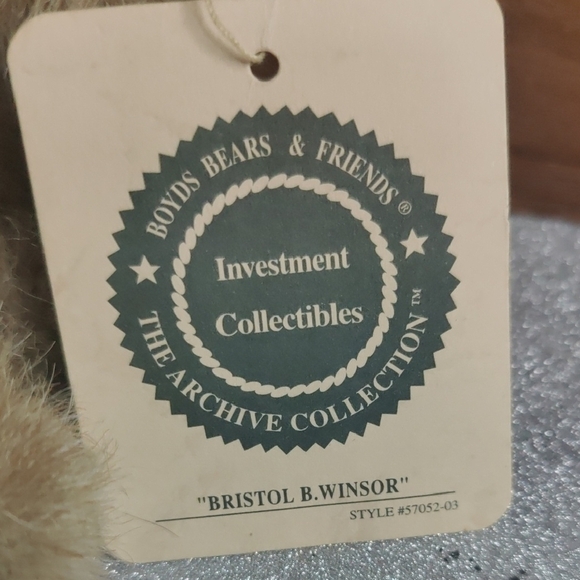 BOYDS BEARS & FRIENDS®
Investment
Collectibles
THE ARCHIVE COLLECTION™
"BRISTOL B.WINSOR"
STYLE #57052-03